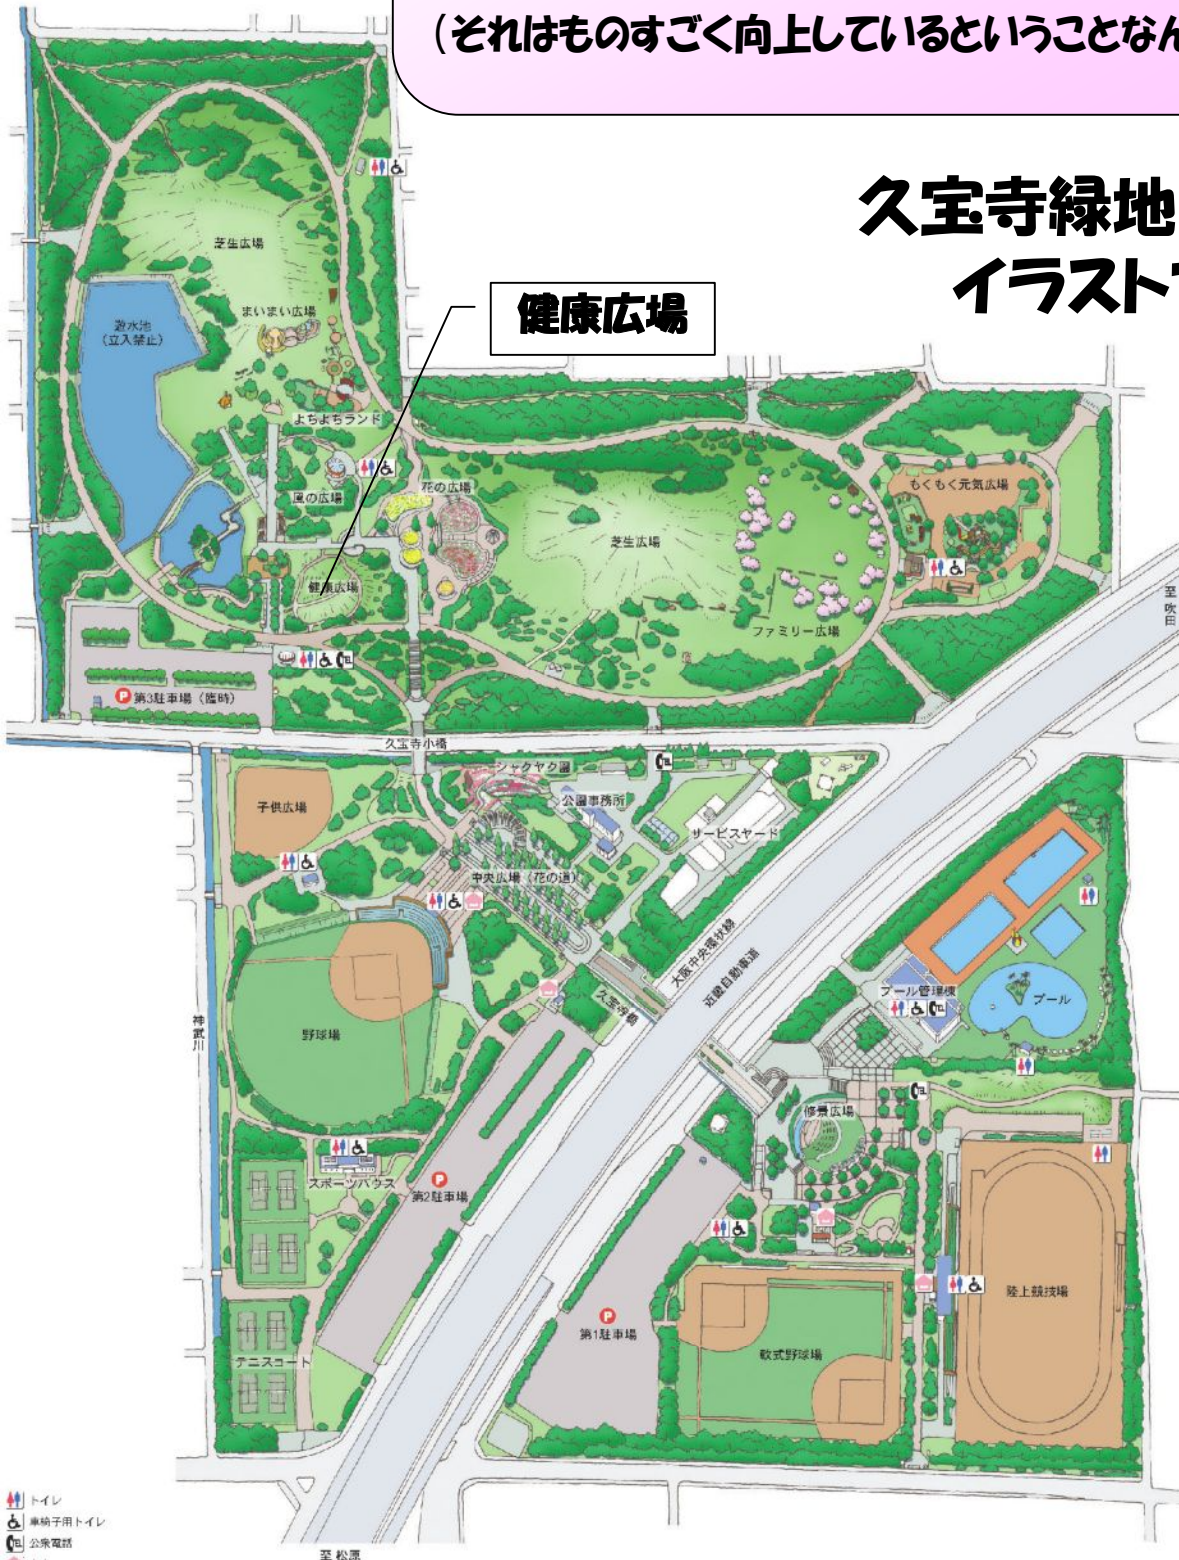 (それはものすごく向上しているということなん
久宝寺緑地
イラスト
健康広場
芝生広場
まいまい広場
遊水池
(立入禁止)
よちよちランド
風の広場
花の広場
健康広場
芝生広場
もくもく元気広場
ファミリー広場
至 吹田
P 第3駐車場(臨時)
久宝寺小橋
シャクヤク園
子供広場
公園事務所
サービスヤード
中央広場(花の道)
大阪中央環状線
近畿自動車道
久宝寺橋
プール管理棟
プール
神武川
野球場
修景広場
スポーツハウス
P
第2駐車場
陸上競技場
P
第1駐車場
軟式野球場
テニスコート
トイレ
車椅子用トイレ
公衆電話
至 松原